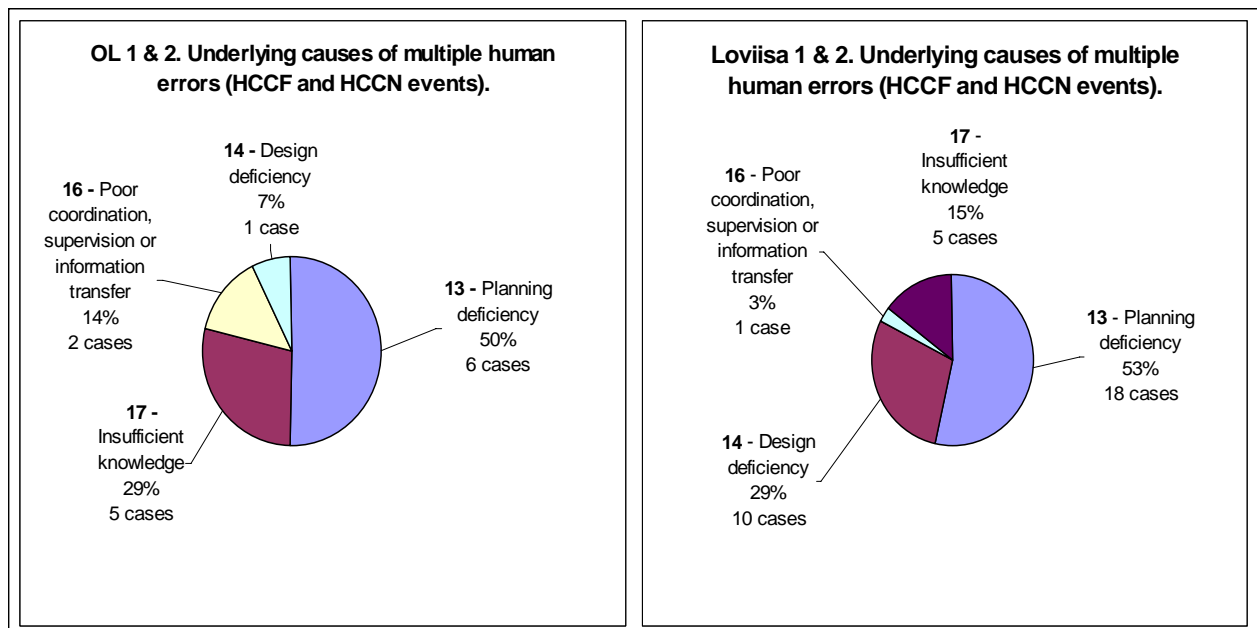 OL 1 & 2. Underlying causes of multiple human
errors (HCCF and HCCN events).
14 - Design
deficiency
7%
1 case
16 - Poor
coordination,
supervision or
information
transfer
14%
2 cases
13 - Planning
deficiency
50%
6 cases
17 -
Insufficient
knowledge
29%
5 cases
Loviisa 1 & 2. Underlying causes of multiple
human errors (HCCF and HCCN events).
17 -
Insufficient
knowledge
15%
5 cases
16 - Poor
coordination,
supervision or
information
transfer
3%
1 case
13 - Planning
deficiency
53%
18 cases
14 - Design
deficiency
29%
10 cases